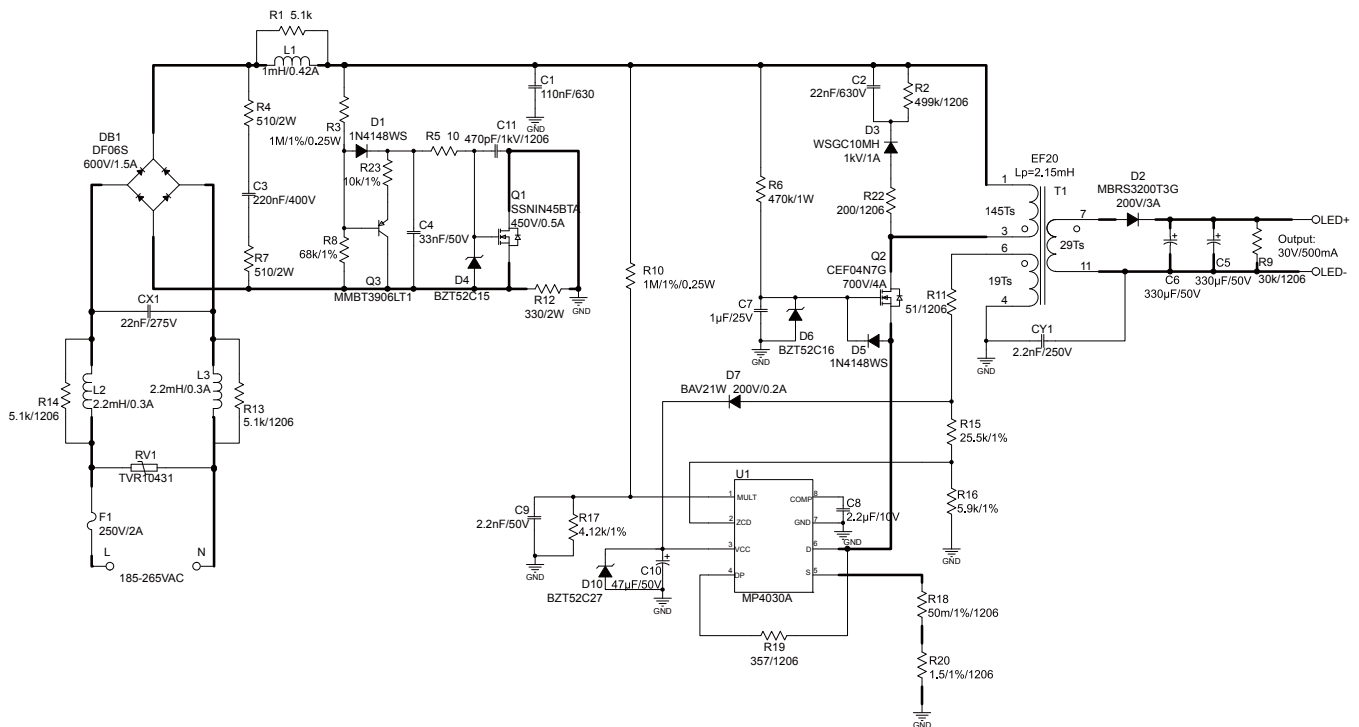 R1 5.1k
L1
1mH/0.42A
R4
510/2W
DB1
DF06S
600V/1.5A
C3
220nF/400V
R7
510/2W
R3
1M/1%/0.25W
D1
1N4148WS
R23
10k/1%
R8
68k/1%
Q3
MMBT3906LT1
C4
33nF/50V
R5 10
C11
470pF/1kV/1206
Q1
SSNIN45BTA
450V/0.5A
D4
BZT52C15
R12
330/2W
GND
C1
110nF/630
GND
C2
22nF/630V
R2
499k/1206
D3
WSGC10MH
1kV/1A
R22
200/1206
R6
470k/1W
R10
1M/1%/0.25W
C7
1µF/25V
GND
D6
BZT52C16
Q2
CEF04N7G
700V/4A
D5
1N4148WS
EF20
Lp=2.15mH
T1
1
145Ts
3
6
19Ts
4
7
29Ts
11
GND
D2
MBRS3200T3G
200V/3A
C6
330µF/50V
C5
330µF/50V
R9
30k/1206
LED+
Output:
30V/500mA
LED-
CY1
2.2nF/250V
R11
51/1206
CX1
22nF/275V
L2
2.2mH/0.3A
R14
5.1k/1206
L3
2.2mH/0.3A
R13
5.1k/1206
RV1
TVR10431
F1
250V/2A
L
N
185-265VAC
D7
BAV21W 200V/0.2A
R15
25.5k/1%
R16
5.9k/1%
GND
C9
2.2nF/50V
R17
4.12k/1%
GND
D10
BZT52C27
C10
47µF/50V
GND
U1
1
MULT
2
ZCD
3
VCC
4
DP
COMP
8
GND
7
D
6
S
5
MP4030A
C8
2.2µF/10V
GND
R19
357/1206
R18
50m/1%/1206
R20
1.5/1%/1206
GND